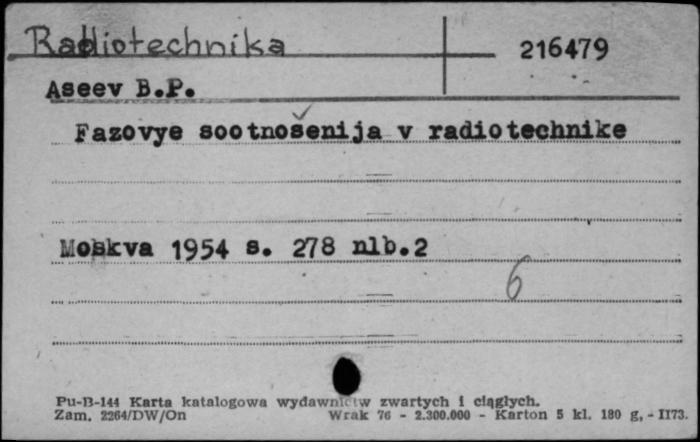 Radiotechnika
216479
Aseev B.P.
Fazovye sootnošenija v radiotechnike
Moskva 1954 s. 278 nlb.2
6
Pu-B-144 Karta katalogowa wydawnictw zwartych i ciągłych.
Zam. 2264/DW/On Wrak 76 - 2.300.000 - Karton 5 kl. 180 g, - II73.